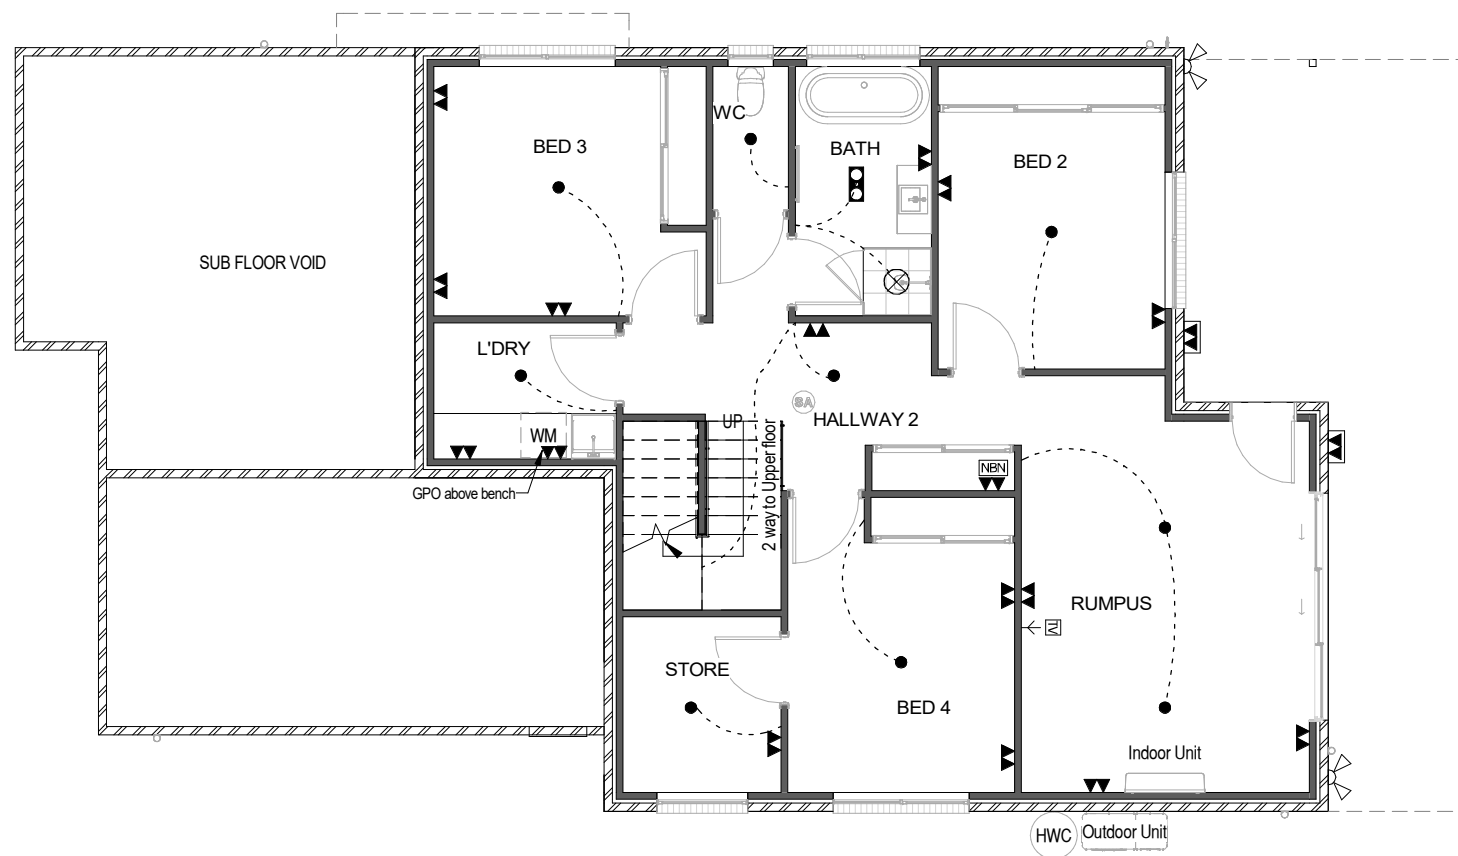 WC
BED 3
BATH
BED 2
SUB FLOOR VOID
L'DRY
SA
UP
HALLWAY 2
WM
GPO above bench
2 way to Upper floor
NBN
RUMPUS
TV
STORE
BED 4
Indoor Unit
HWC
Outdoor Unit